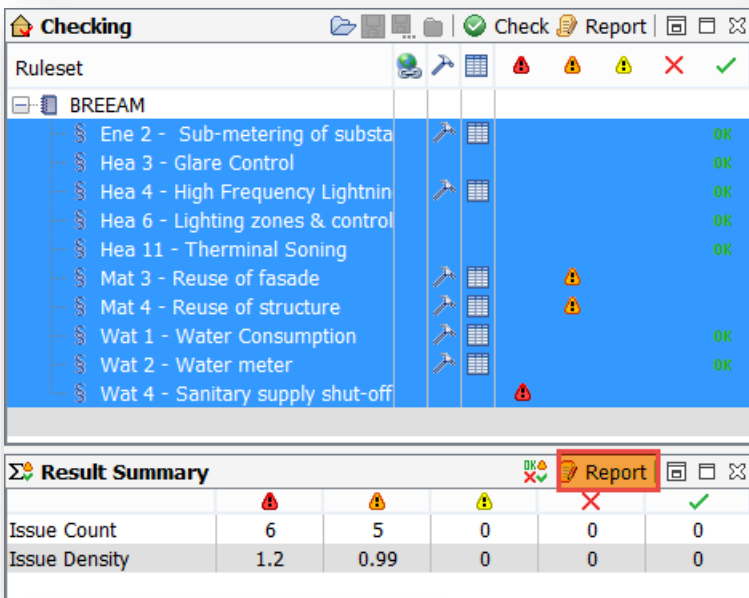 Checking Check Report
Ruleset
BREEAM
Ene 2 - Sub-metering of substa
OK
Hea 3 - Glare Control
OK
Hea 4 - High Frequency Lightnin
OK
Hea 6 - Lighting zones & control
OK
Hea 11 - Therminal Soning
OK
Mat 3 - Reuse of fasade
Mat 4 - Reuse of structure
Wat 1 - Water Consumption
OK
Wat 2 - Water meter
OK
Wat 4 - Sanitary supply shut-off
Result Summary OK Report
Issue Count 6 5 0 0 0
Issue Density 1.2 0.99 0 0 0